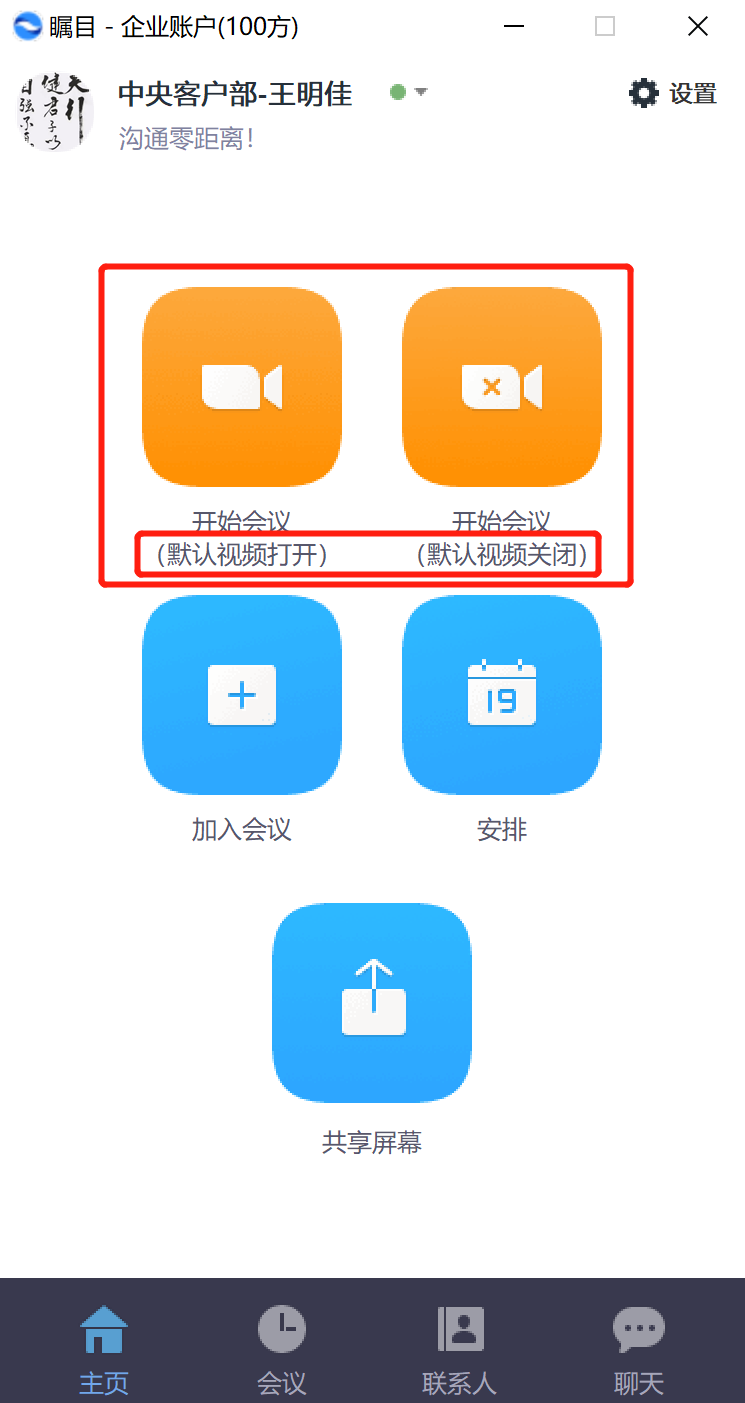 瞩目 - 企业账户(100方)
中央客户部-王明佳
设置
沟通零距离！
开始会议 开始会议
（默认视频打开） （默认视频关闭）
19
加入会议 安排
共享屏幕
主页 会议 联系人 聊天